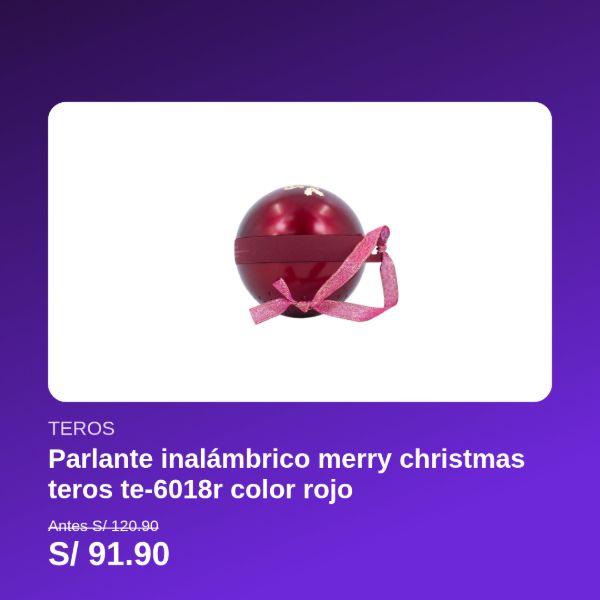 TEROS
Parlante inalámbrico merry christmas
teros te-6018r color rojo
Antes S/ 120.90
S/ 91.90